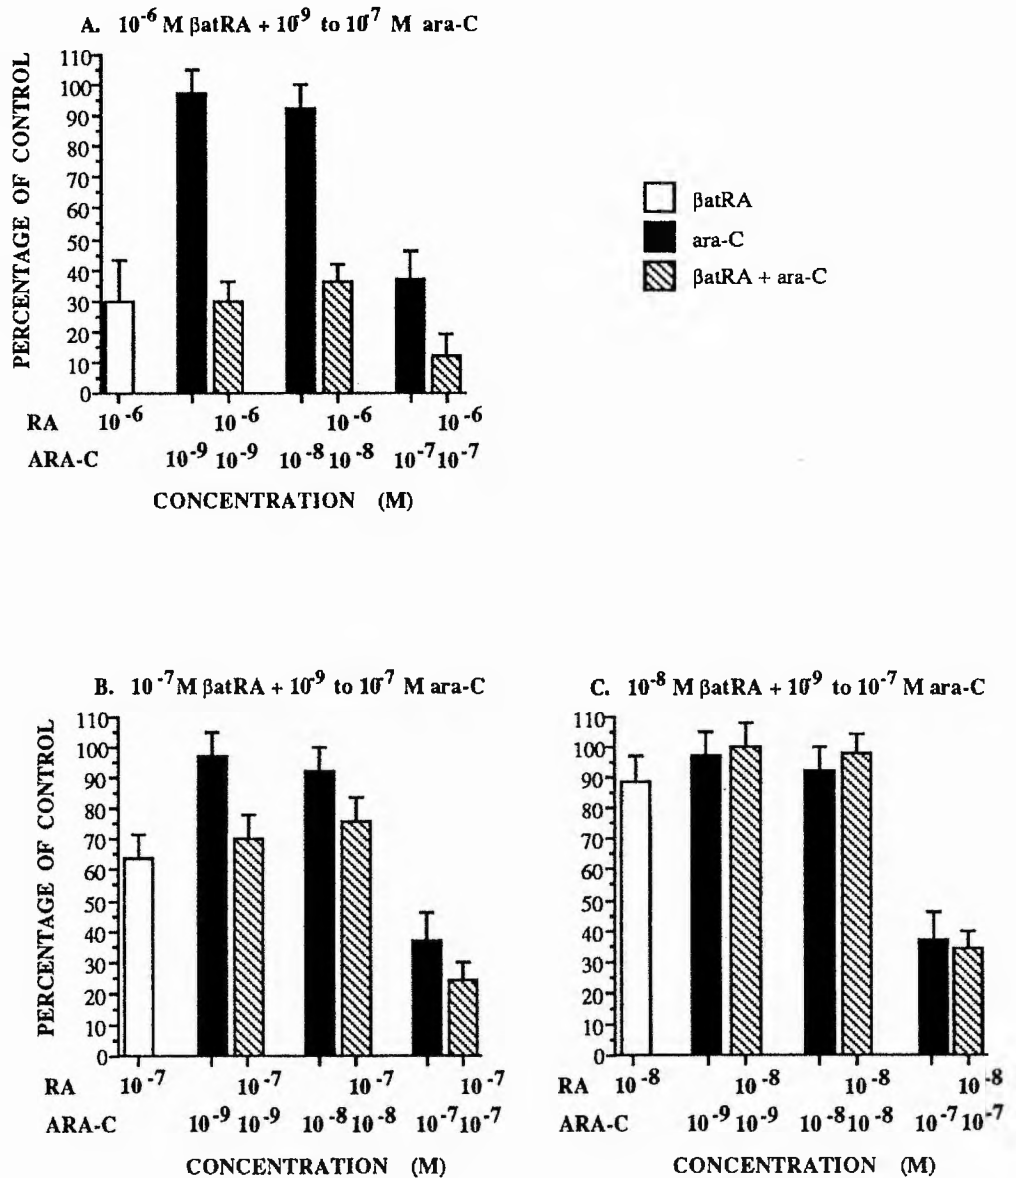 A. 10⁻⁶ M βatRA + 10⁻⁹ to 10⁻⁷ M ara-C
PERCENTAGE OF CONTROL
110
100
90
80
70
60
50
40
30
20
10
0
RA 10⁻⁶ 10⁻⁶ 10⁻⁶ 10⁻⁶
ARA-C 10⁻⁹ 10⁻⁹ 10⁻⁸ 10⁻⁸ 10⁻⁷ 10⁻⁷
CONCENTRATION (M)
βatRA
ara-C
βatRA + ara-C
B. 10⁻⁷ M βatRA + 10⁻⁹ to 10⁻⁷ M ara-C
PERCENTAGE OF CONTROL
110
100
90
80
70
60
50
40
30
20
10
0
RA 10⁻⁷ 10⁻⁷ 10⁻⁷ 10⁻⁷
ARA-C 10⁻⁹ 10⁻⁹ 10⁻⁸ 10⁻⁸ 10⁻⁷ 10⁻⁷
CONCENTRATION (M)
C. 10⁻⁸ M βatRA + 10⁻⁹ to 10⁻⁷ M ara-C
110
100
90
80
70
60
50
40
30
20
10
0
RA 10⁻⁸ 10⁻⁸ 10⁻⁸ 10⁻⁸
ARA-C 10⁻⁹ 10⁻⁹ 10⁻⁸ 10⁻⁸ 10⁻⁷ 10⁻⁷
CONCENTRATION (M)